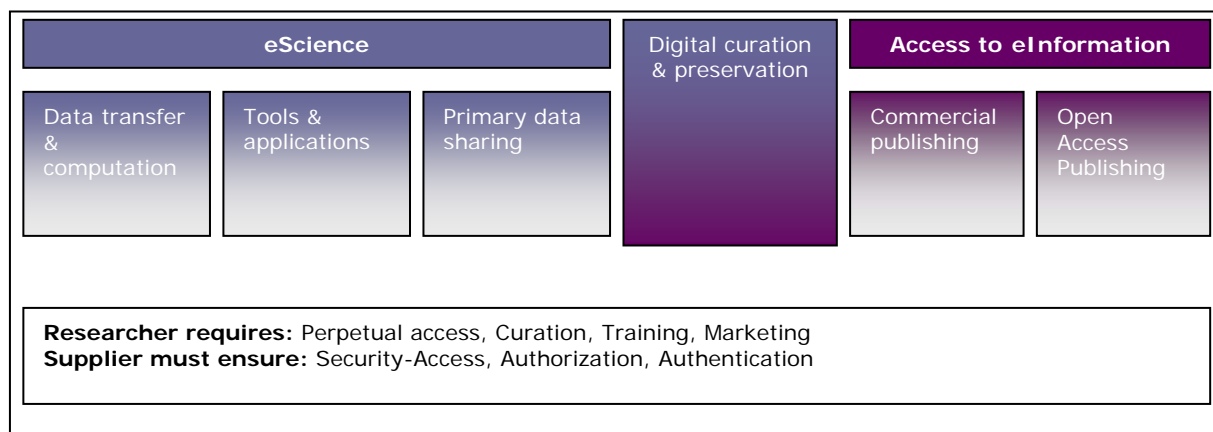 eScience
Digital curation
& preservation
Access to eInformation
Data transfer
&
computation
Tools &
applications
Primary data
sharing
Commercial
publishing
Open
Access
Publishing
Researcher requires: Perpetual access, Curation, Training, Marketing
Supplier must ensure: Security-Access, Authorization, Authentication